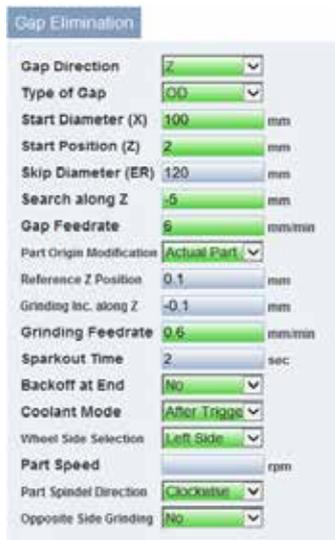 Gap Elimination
Gap Direction Z
Type of Gap OD
Start Diameter (X) 100 mm
Start Position (Z) 2 mm
Skip Diameter (ER) 120 mm
Search along Z -5 mm
Gap Feedrate 6 mm/min
Part Origin Modification Actual Part
Reference Z Position 0.1 mm
Grinding Inc. along Z -0.1 mm
Grinding Feedrate 0.6 mm/min
Sparkout Time 2 sec
Backoff at End No
Coolant Mode After Trigge
Wheel Side Selection Left Side
Part Speed rpm
Part Spindel Direction Clockwise
Opposite Side Grinding No